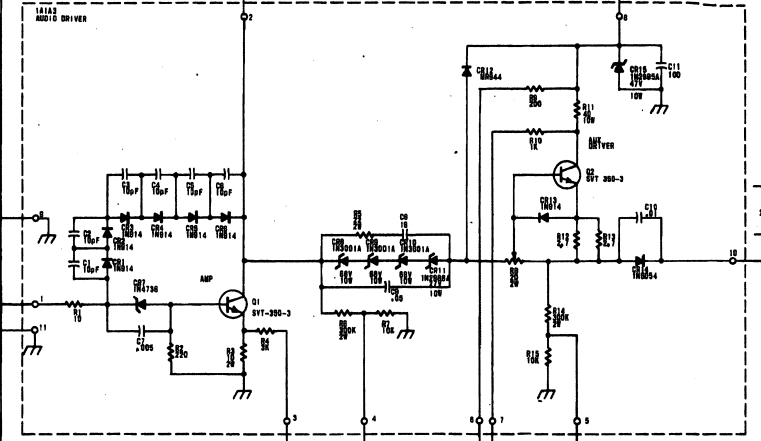 1A1A3
AUDIO DRIVER
2
8
CR12
MR844
R9
200
R11
40
10W
CR15
1N2685A
47V
10W
C11
100
R10
1K
AUX
DRIVER
Q2
SVT 350-3
C3
10pF
C4
10pF
C5
10pF
C6
10pF
9
C2
10pF
CR2
1N914
CR3
1N914
CR4
1N914
CR5
1N914
CR6
1N914
CR13
1N914
C10
.01
C8
10
C1
10pF
CR1
1N914
CR8
1N3001A
CR9
1N3001A
CR10
1N3001A
CR11
R12
4.7
R13
4.7
CR14
10
68V
10W
68V
10W
68V
10W
27V
10W
R8
20
2W
AMP
CR7
1N4736
Q1
SVT-350-3
C9
.05
1
R1
10
R6
300K
2W
R7
10K
R14
300K
2W
11
C7
.005
R2
220
R3
10
2W
R4
3K
R15
10K
3
4
6
7
5